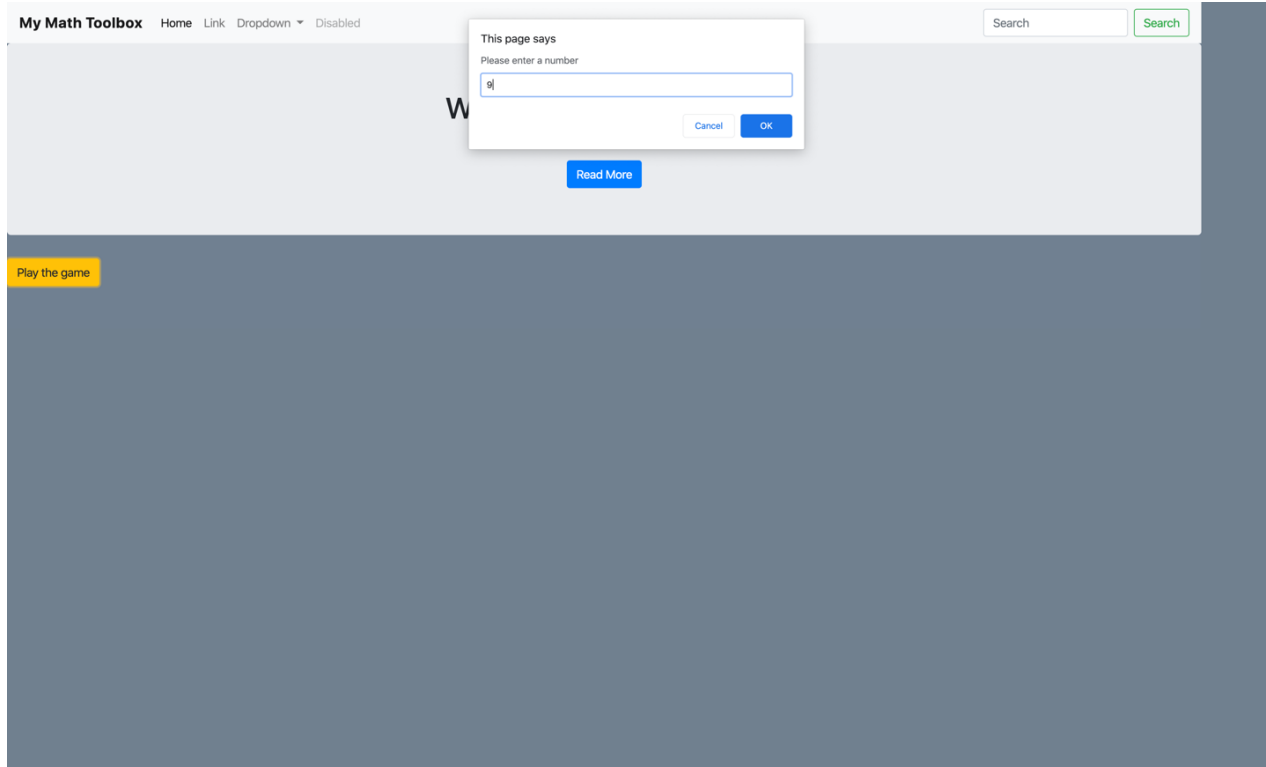 My Math Toolbox Home Link Dropdown Disabled Search Search
This page says
Please enter a number
9
Cancel OK
W
Read More
Play the game